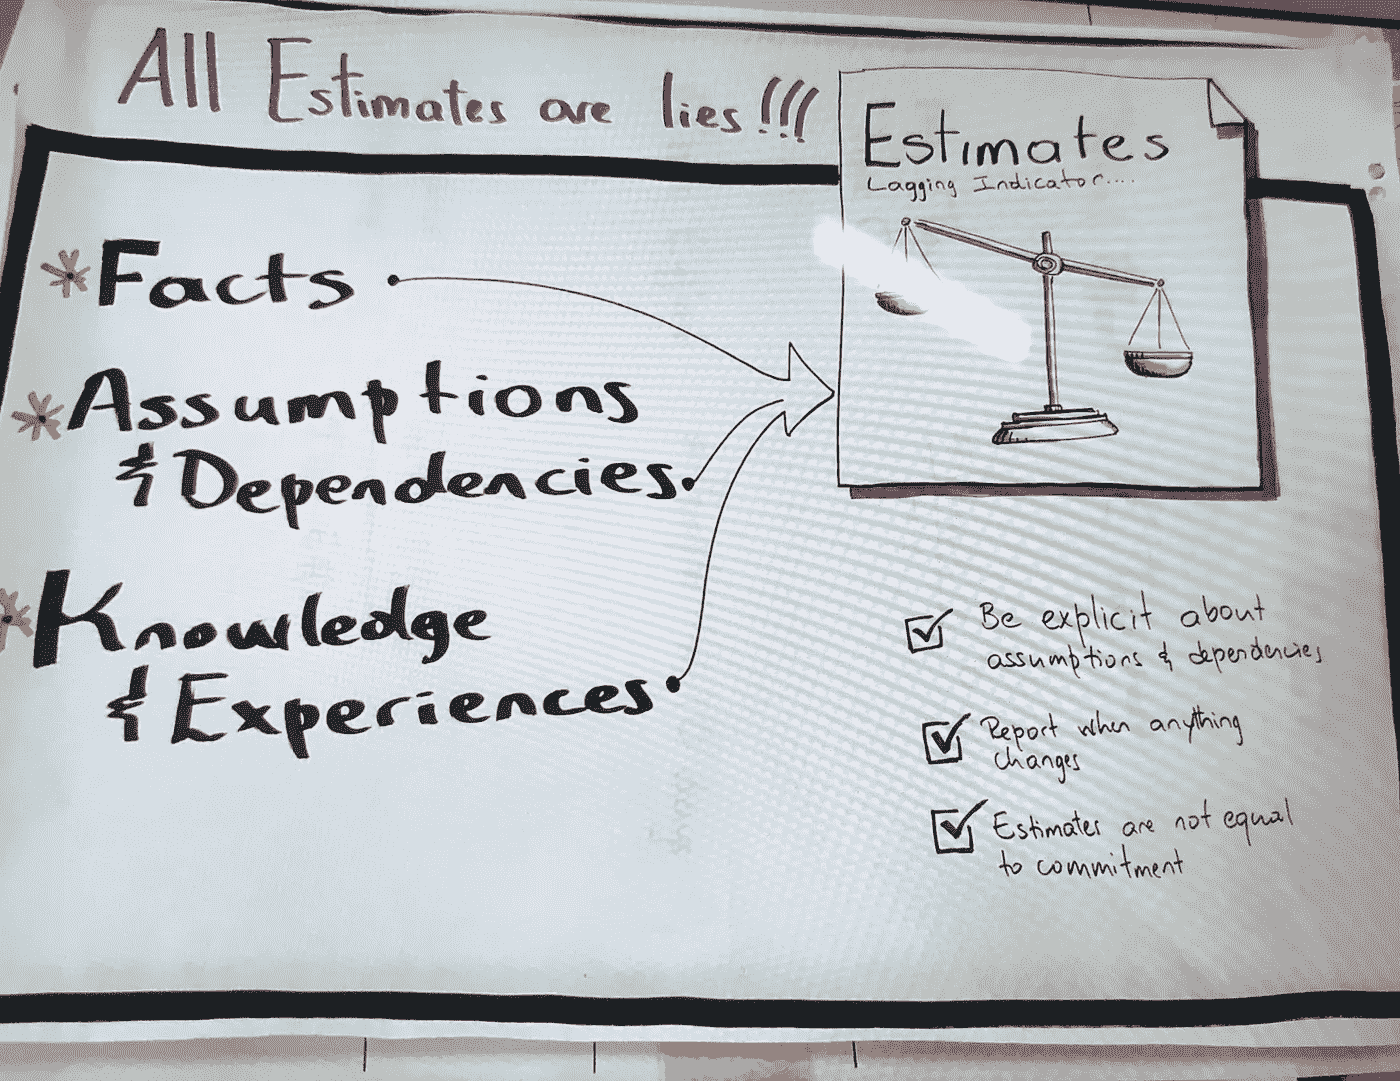 All Estimates are lies!!!
Estimates
Lagging Indicator....
* Facts
* Assumptions
& Dependencies
* Knowledge
& Experiences
Be explicit about
assumptions & dependencies
Report when anything
changes
Estimates are not equal
to commitment